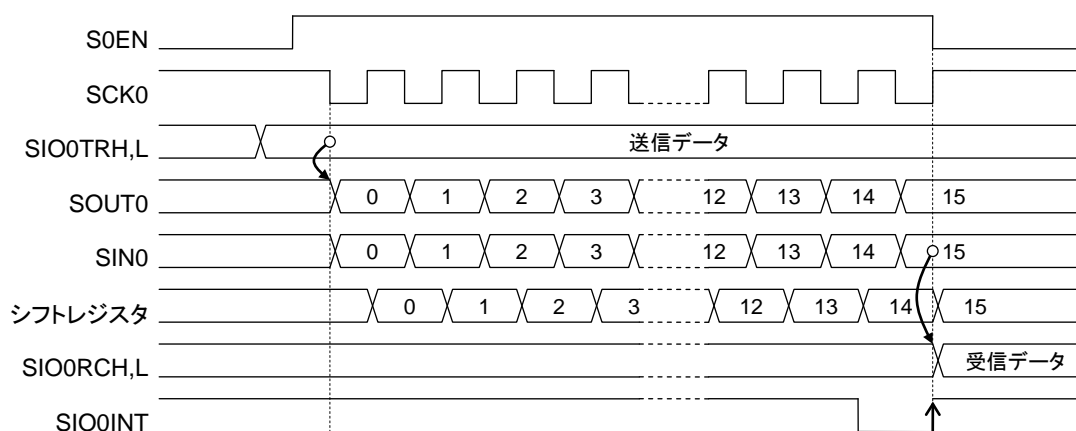 S0EN
SCK0
SIO0TRH,L 送信データ
SOUT0 0 1 2 3 12 13 14 15
SIN0 0 1 2 3 12 13 14 15
シフトレジスタ 0 1 2 3 12 13 14 15
SIO0RCH,L 受信データ
SIO0INT